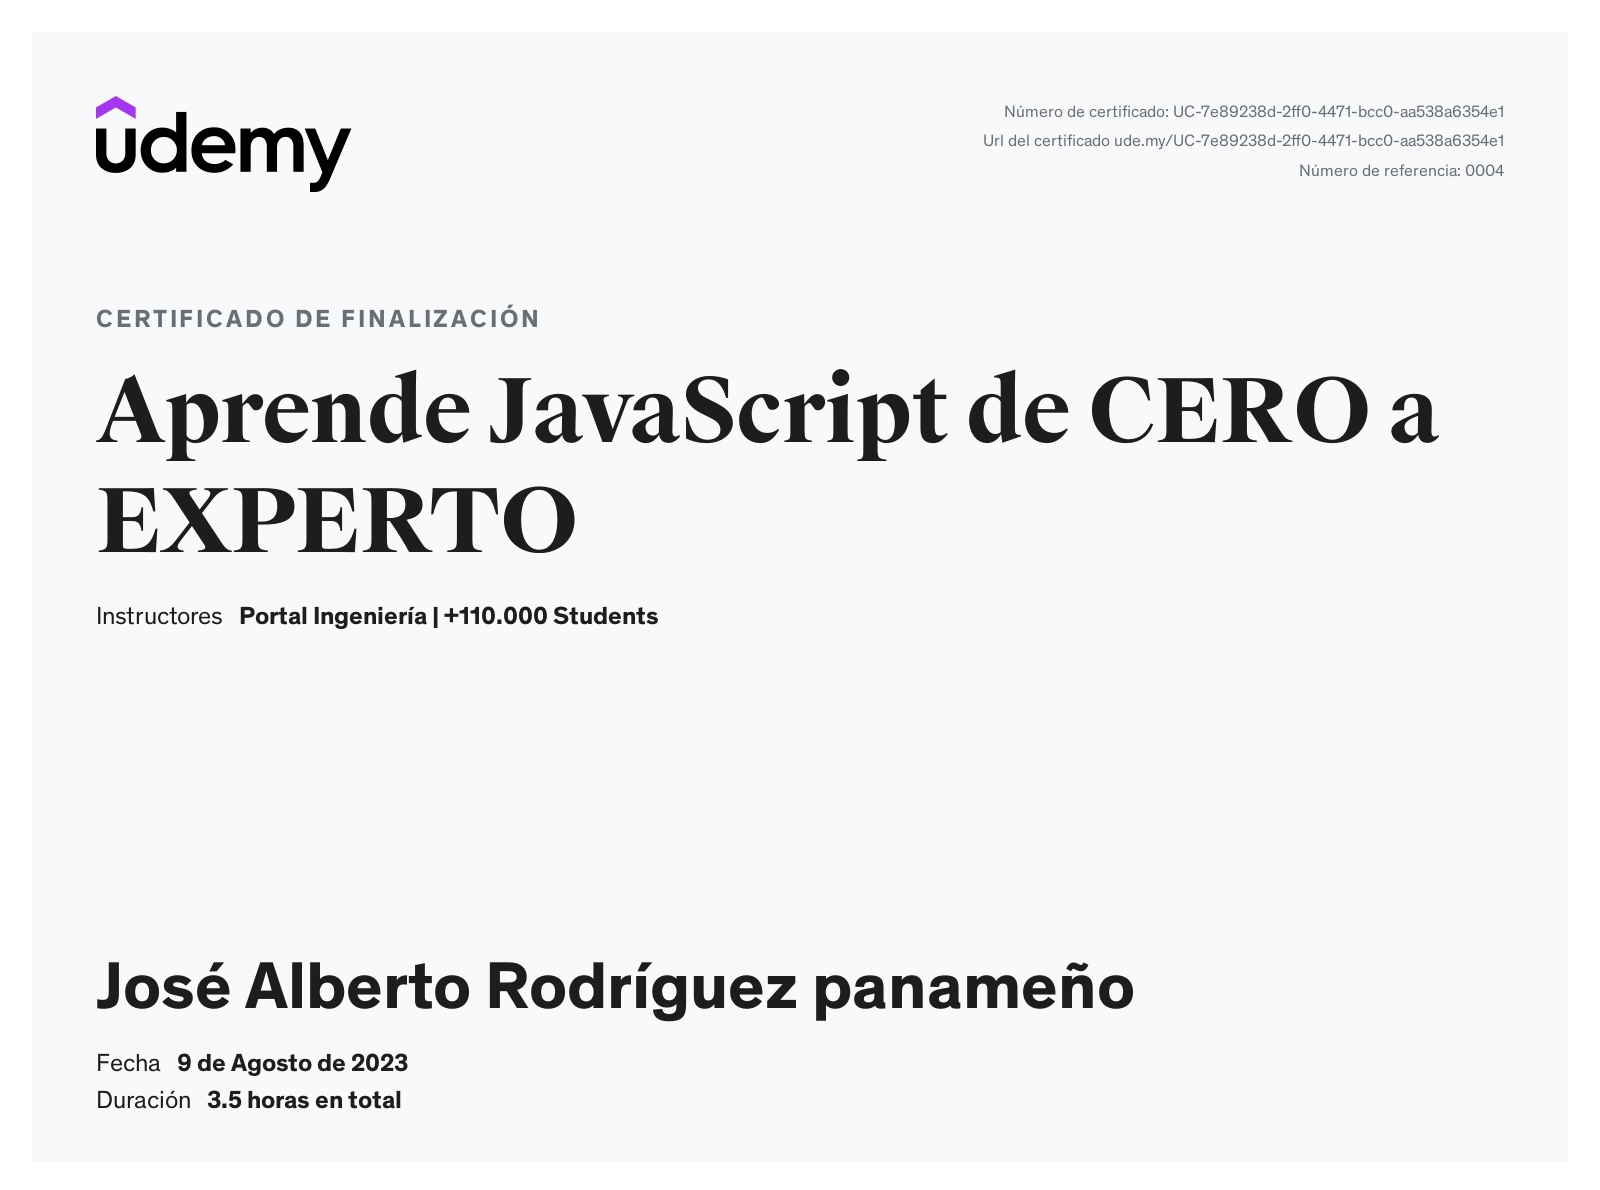 udemy
Número de certificado: UC-7e89238d-2ff0-4471-bcc0-aa538a6354e1
Url del certificado ude.my/UC-7e89238d-2ff0-4471-bcc0-aa538a6354e1
Número de referencia: 0004
CERTIFICADO DE FINALIZACIÓN
Aprende JavaScript de CERO a
EXPERTO
Instructores Portal Ingeniería | +110.000 Students
José Alberto Rodríguez panameño
Fecha 9 de Agosto de 2023
Duración 3.5 horas en total